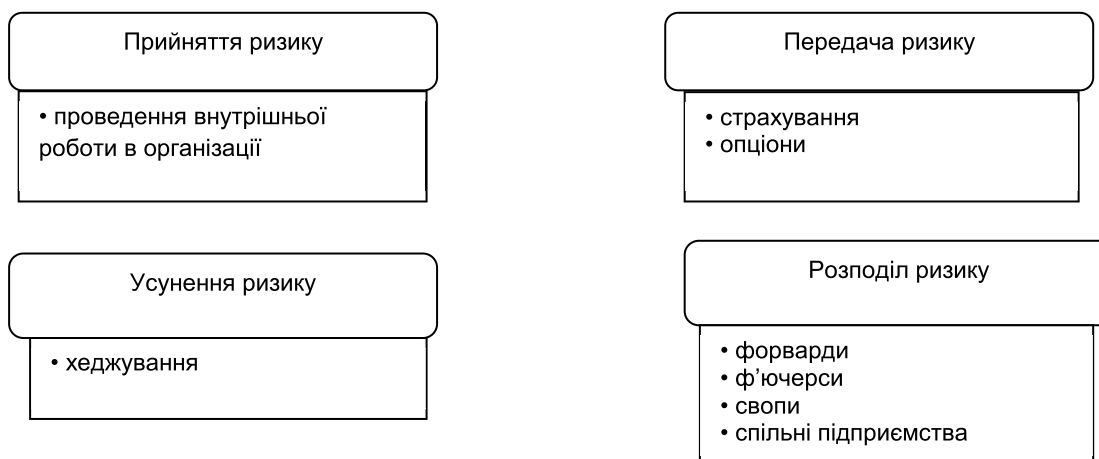 Прийняття ризику
• проведення внутрішньої
роботи в організації
Передача ризику
• страхування
• опціони
Усунення ризику
• хеджування
Розподіл ризику
• форварди
• ф’ючерси
• свопи
• спільні підприємства